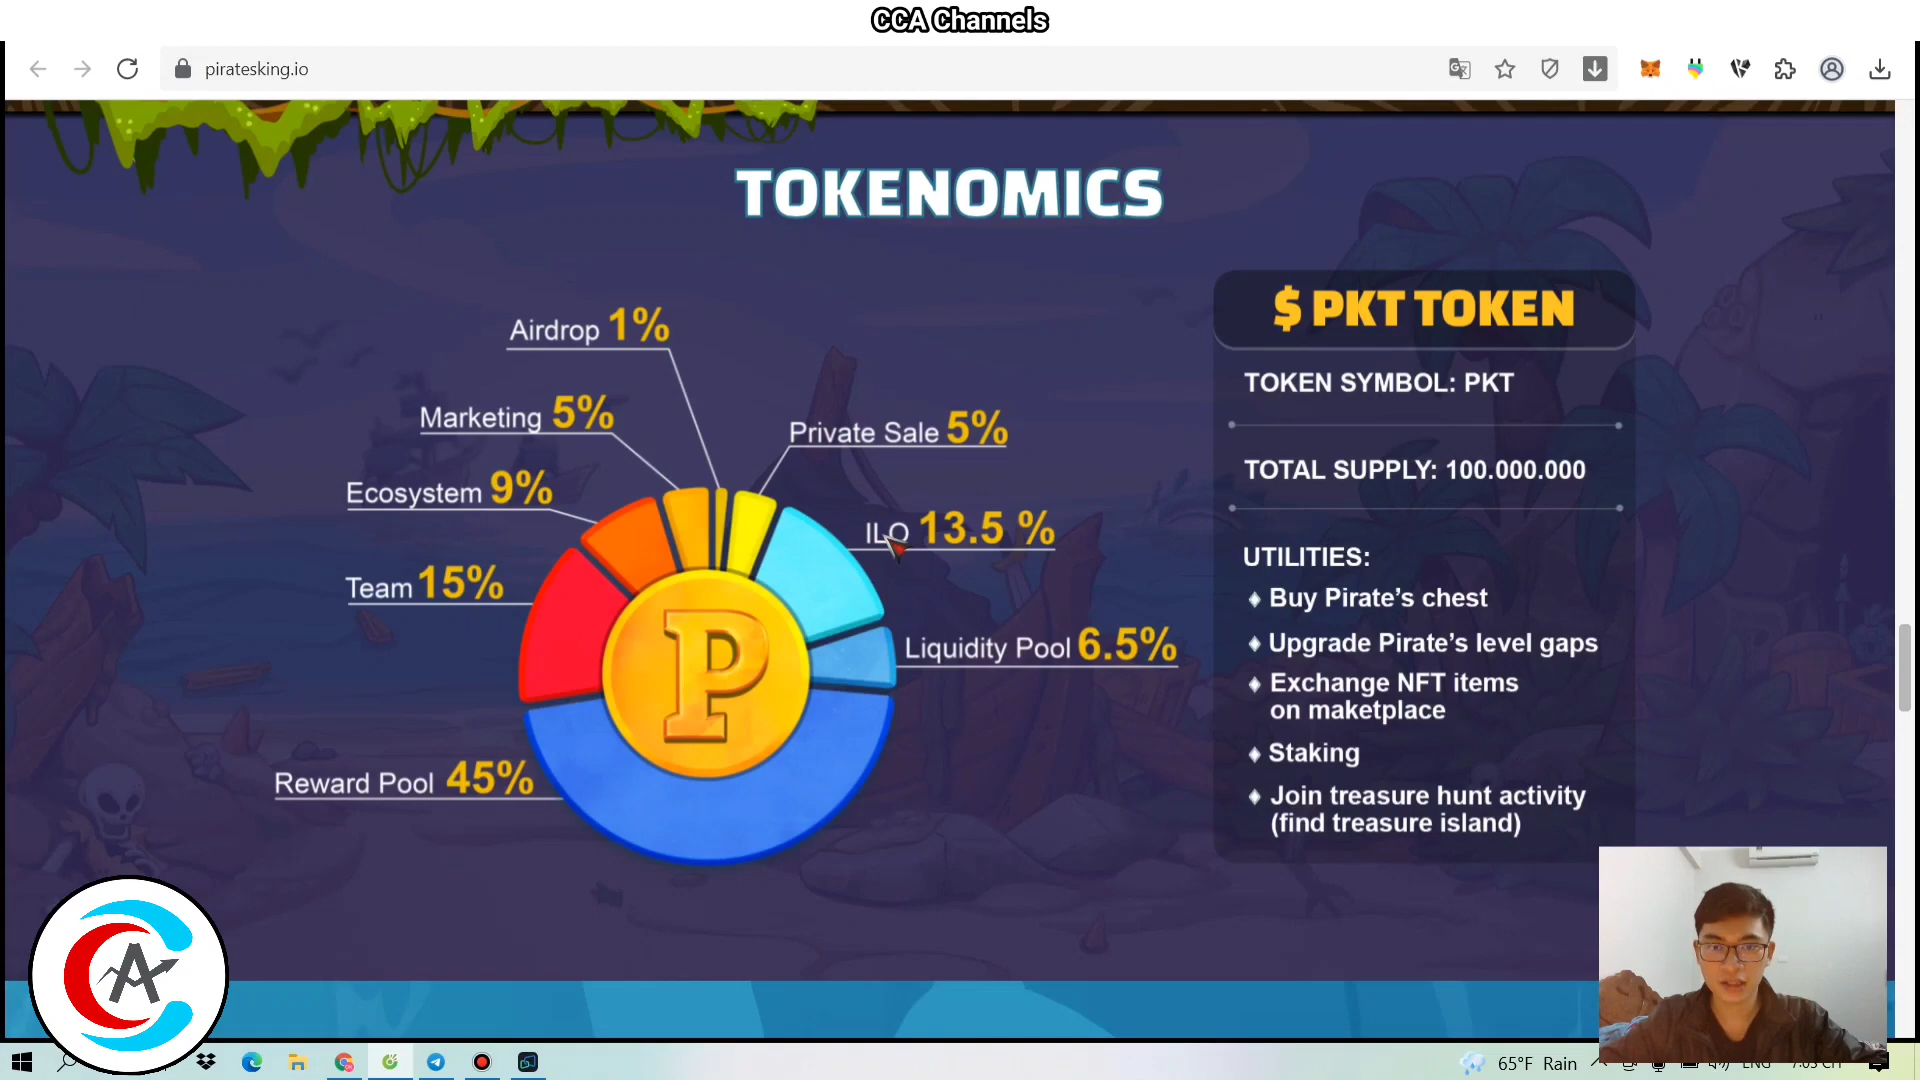 CCA Channels
piratesking.io
TOKENOMICS
Airdrop 1%
Marketing 5%
Private Sale 5%
Ecosystem 9%
ILO 13.5 %
Team 15%
Liquidity Pool 6.5%
Reward Pool 45%
P
$ PKT TOKEN
TOKEN SYMBOL: PKT
TOTAL SUPPLY: 100.000.000
UTILITIES:
Buy Pirate's chest
Upgrade Pirate's level gaps
Exchange NFT items
on maketplace
Staking
Join treasure hunt activity
(find treasure island)
CA
65°F Rain
ENG